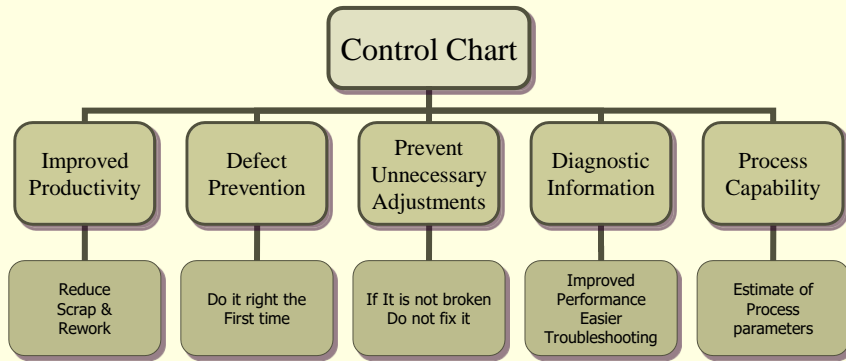 Control Chart
Improved
Productivity
Defect
Prevention
Prevent
Unnecessary
Adjustments
Diagnostic
Information
Process
Capability
Reduce
Scrap &
Rework
Do it right the
First time
If It is not broken
Do not fix it
Improved
Performance
Easier
Troubleshooting
Estimate of
Process
parameters